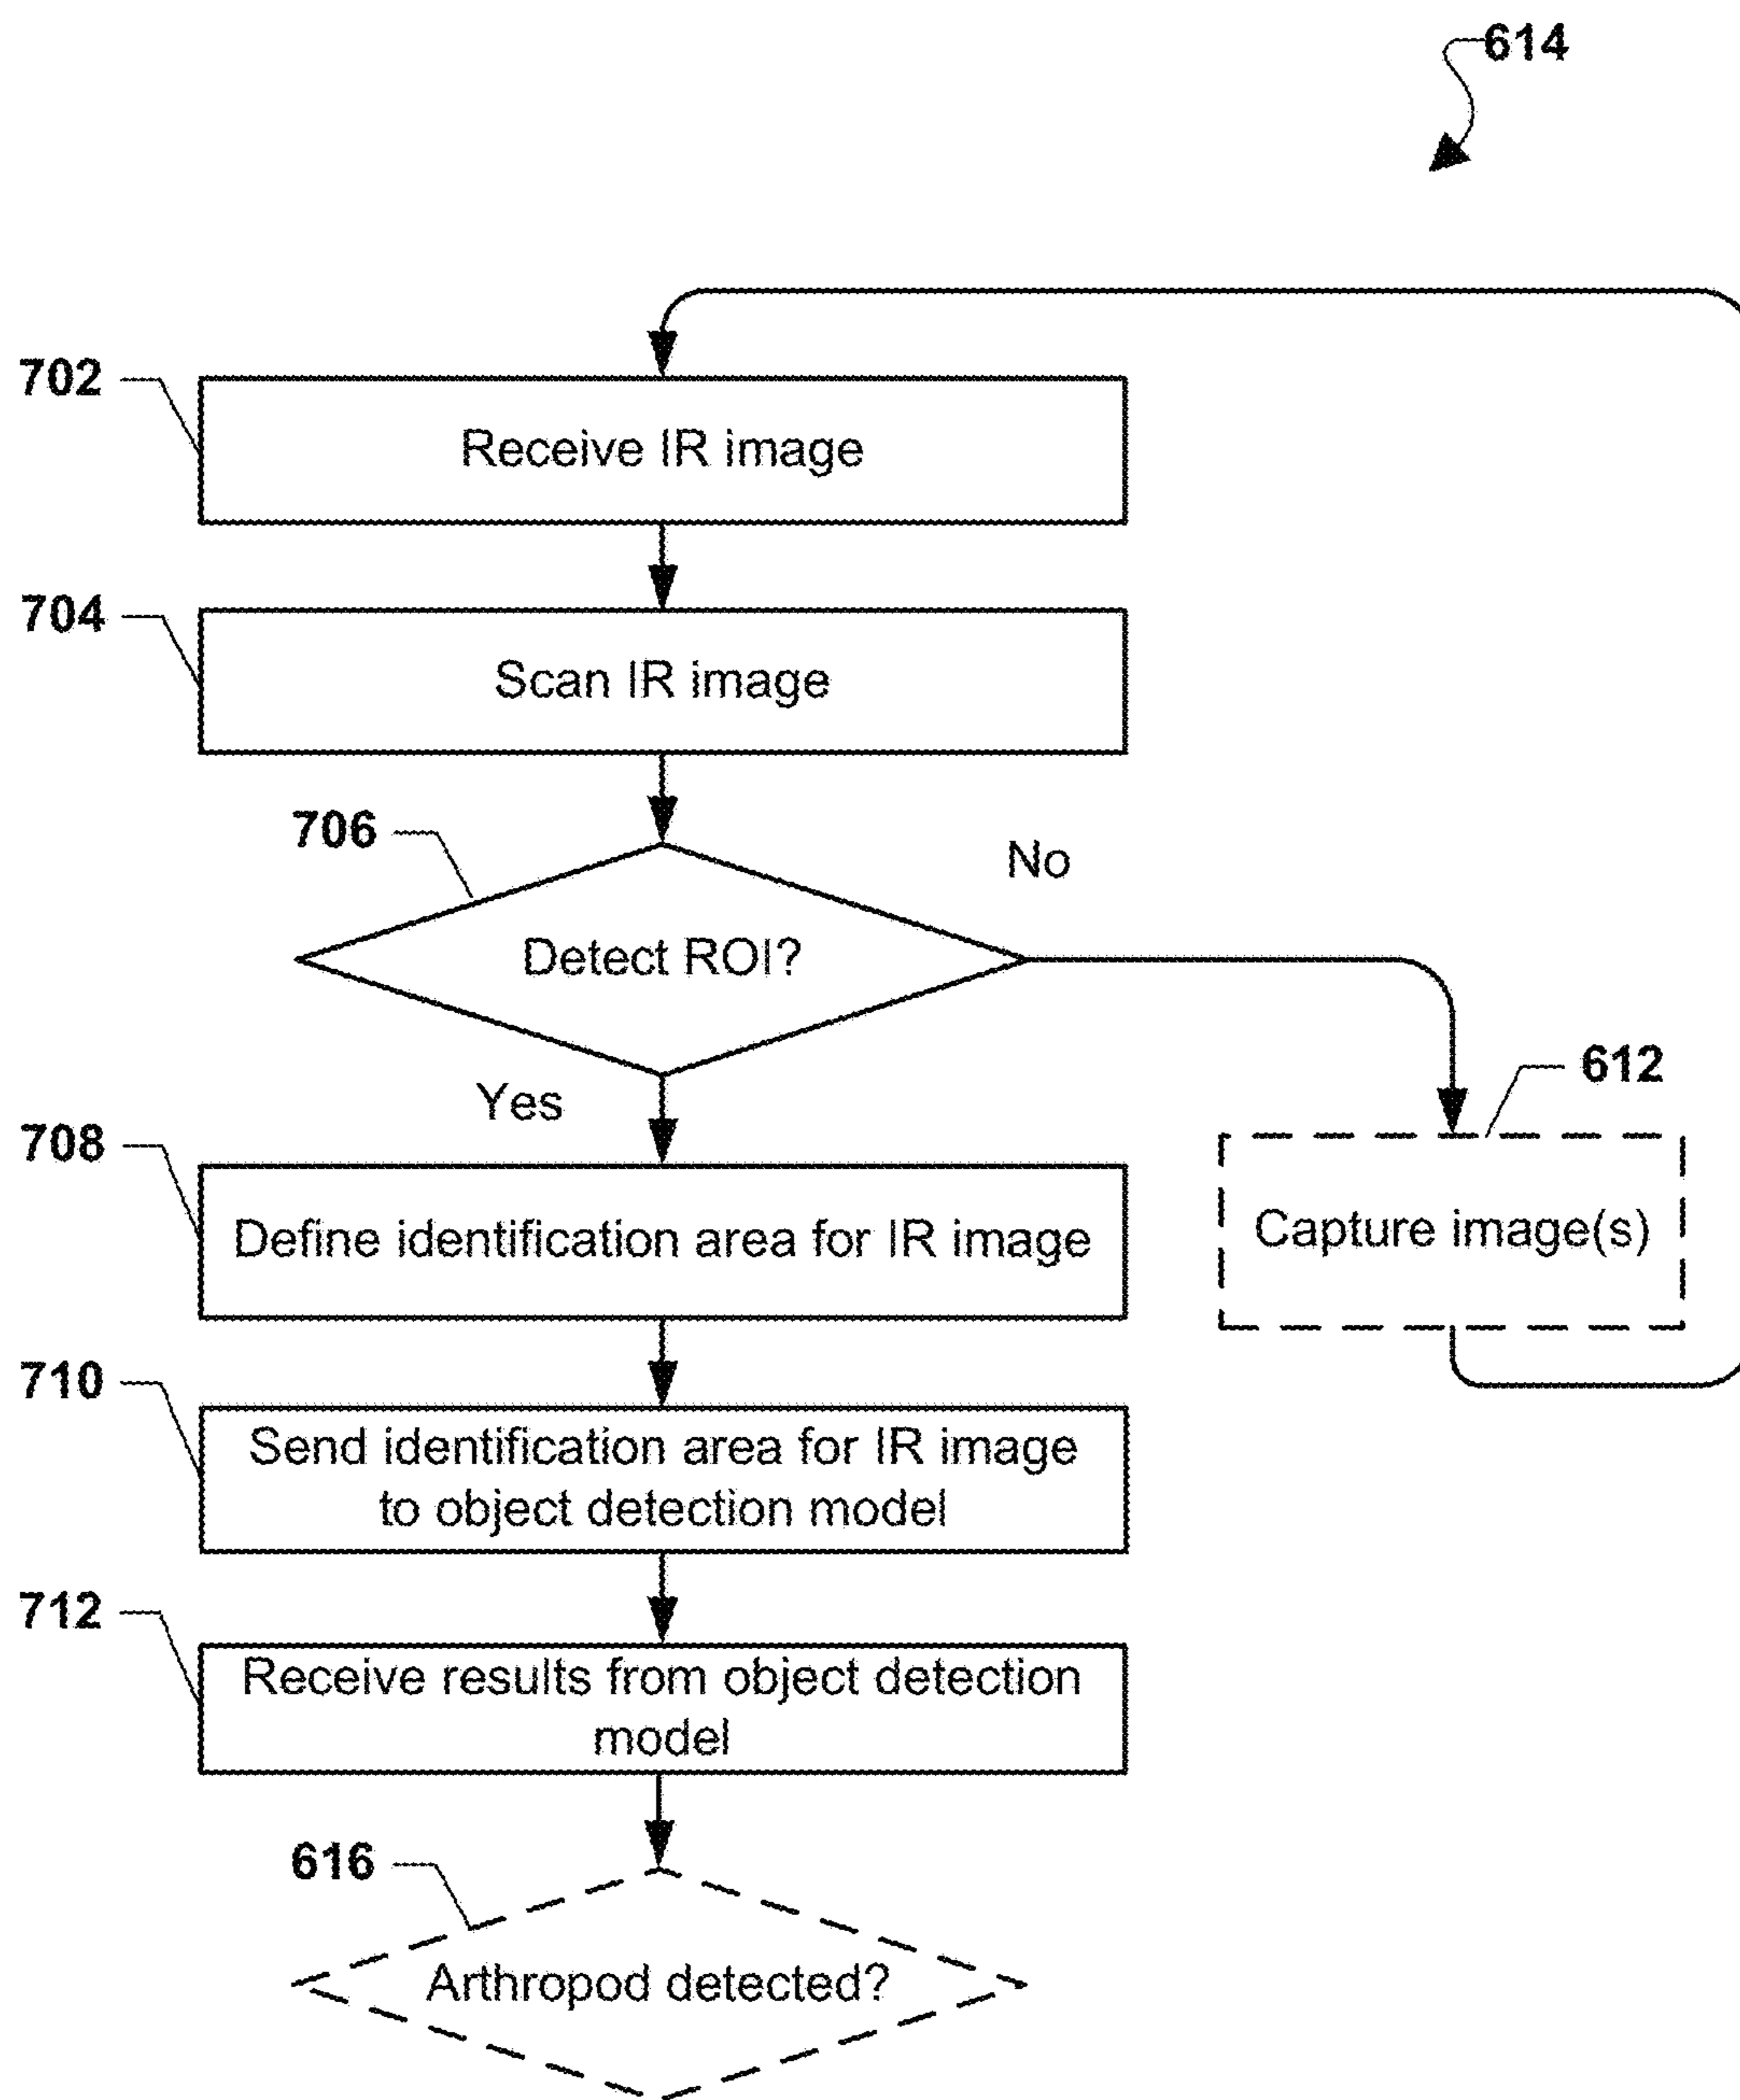 614
702
Receive IR image
704
Scan IR image
706
No
Detect ROI?
Yes
612
708
Define identification area for IR image
Capture image(s)
710
Send identification area for IR image
to object detection model
712
Receive results from object detection
model
616
Arthropod detected?